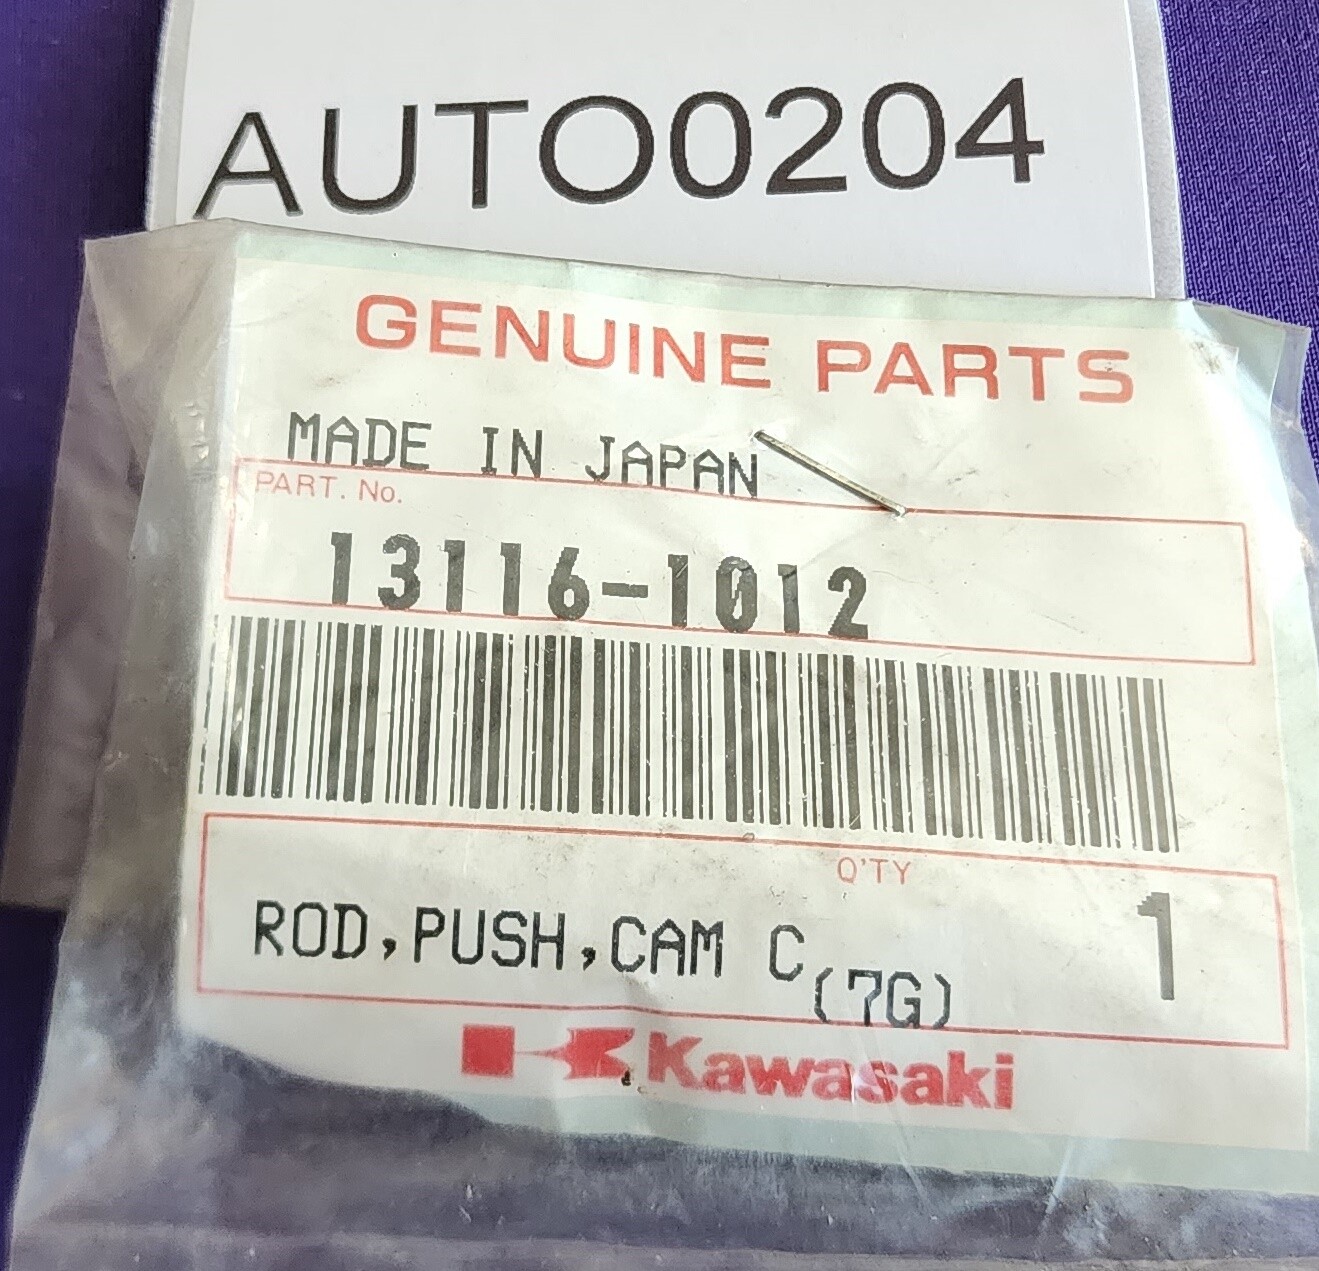 AUTO0204
GENUINE PARTS
MADE IN JAPAN
PART. No.
13116-1012
Q'TY
ROD,PUSH,CAM C(7G) 1
Kawasaki